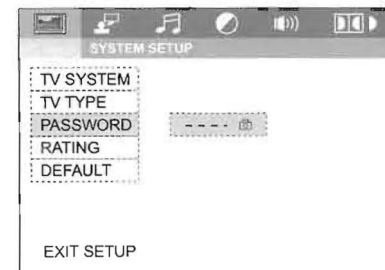 SYSTEM SETUP
TV SYSTEM
TV TYPE
PASSWORD - - - -
RATING
DEFAULT
EXIT SETUP